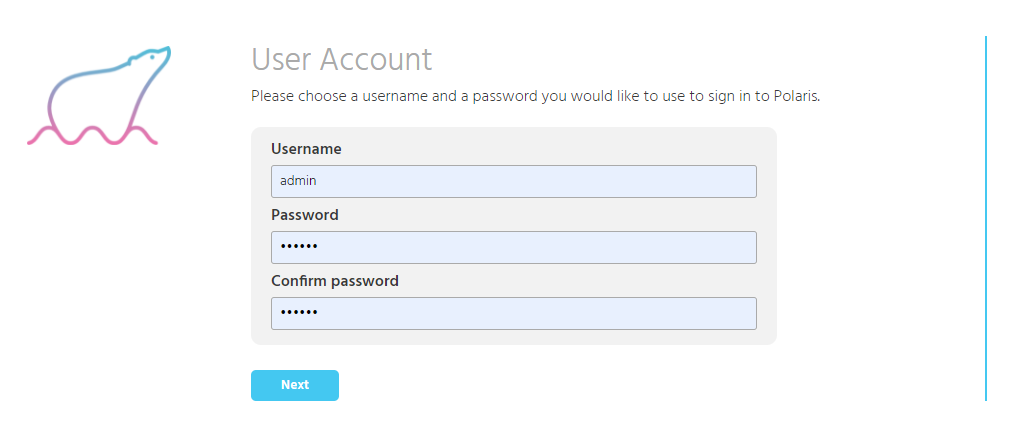 User Account
Please choose a username and a password you would like to use to sign in to Polaris.
Username
admin
Password
••••••
Confirm password
••••••
Next